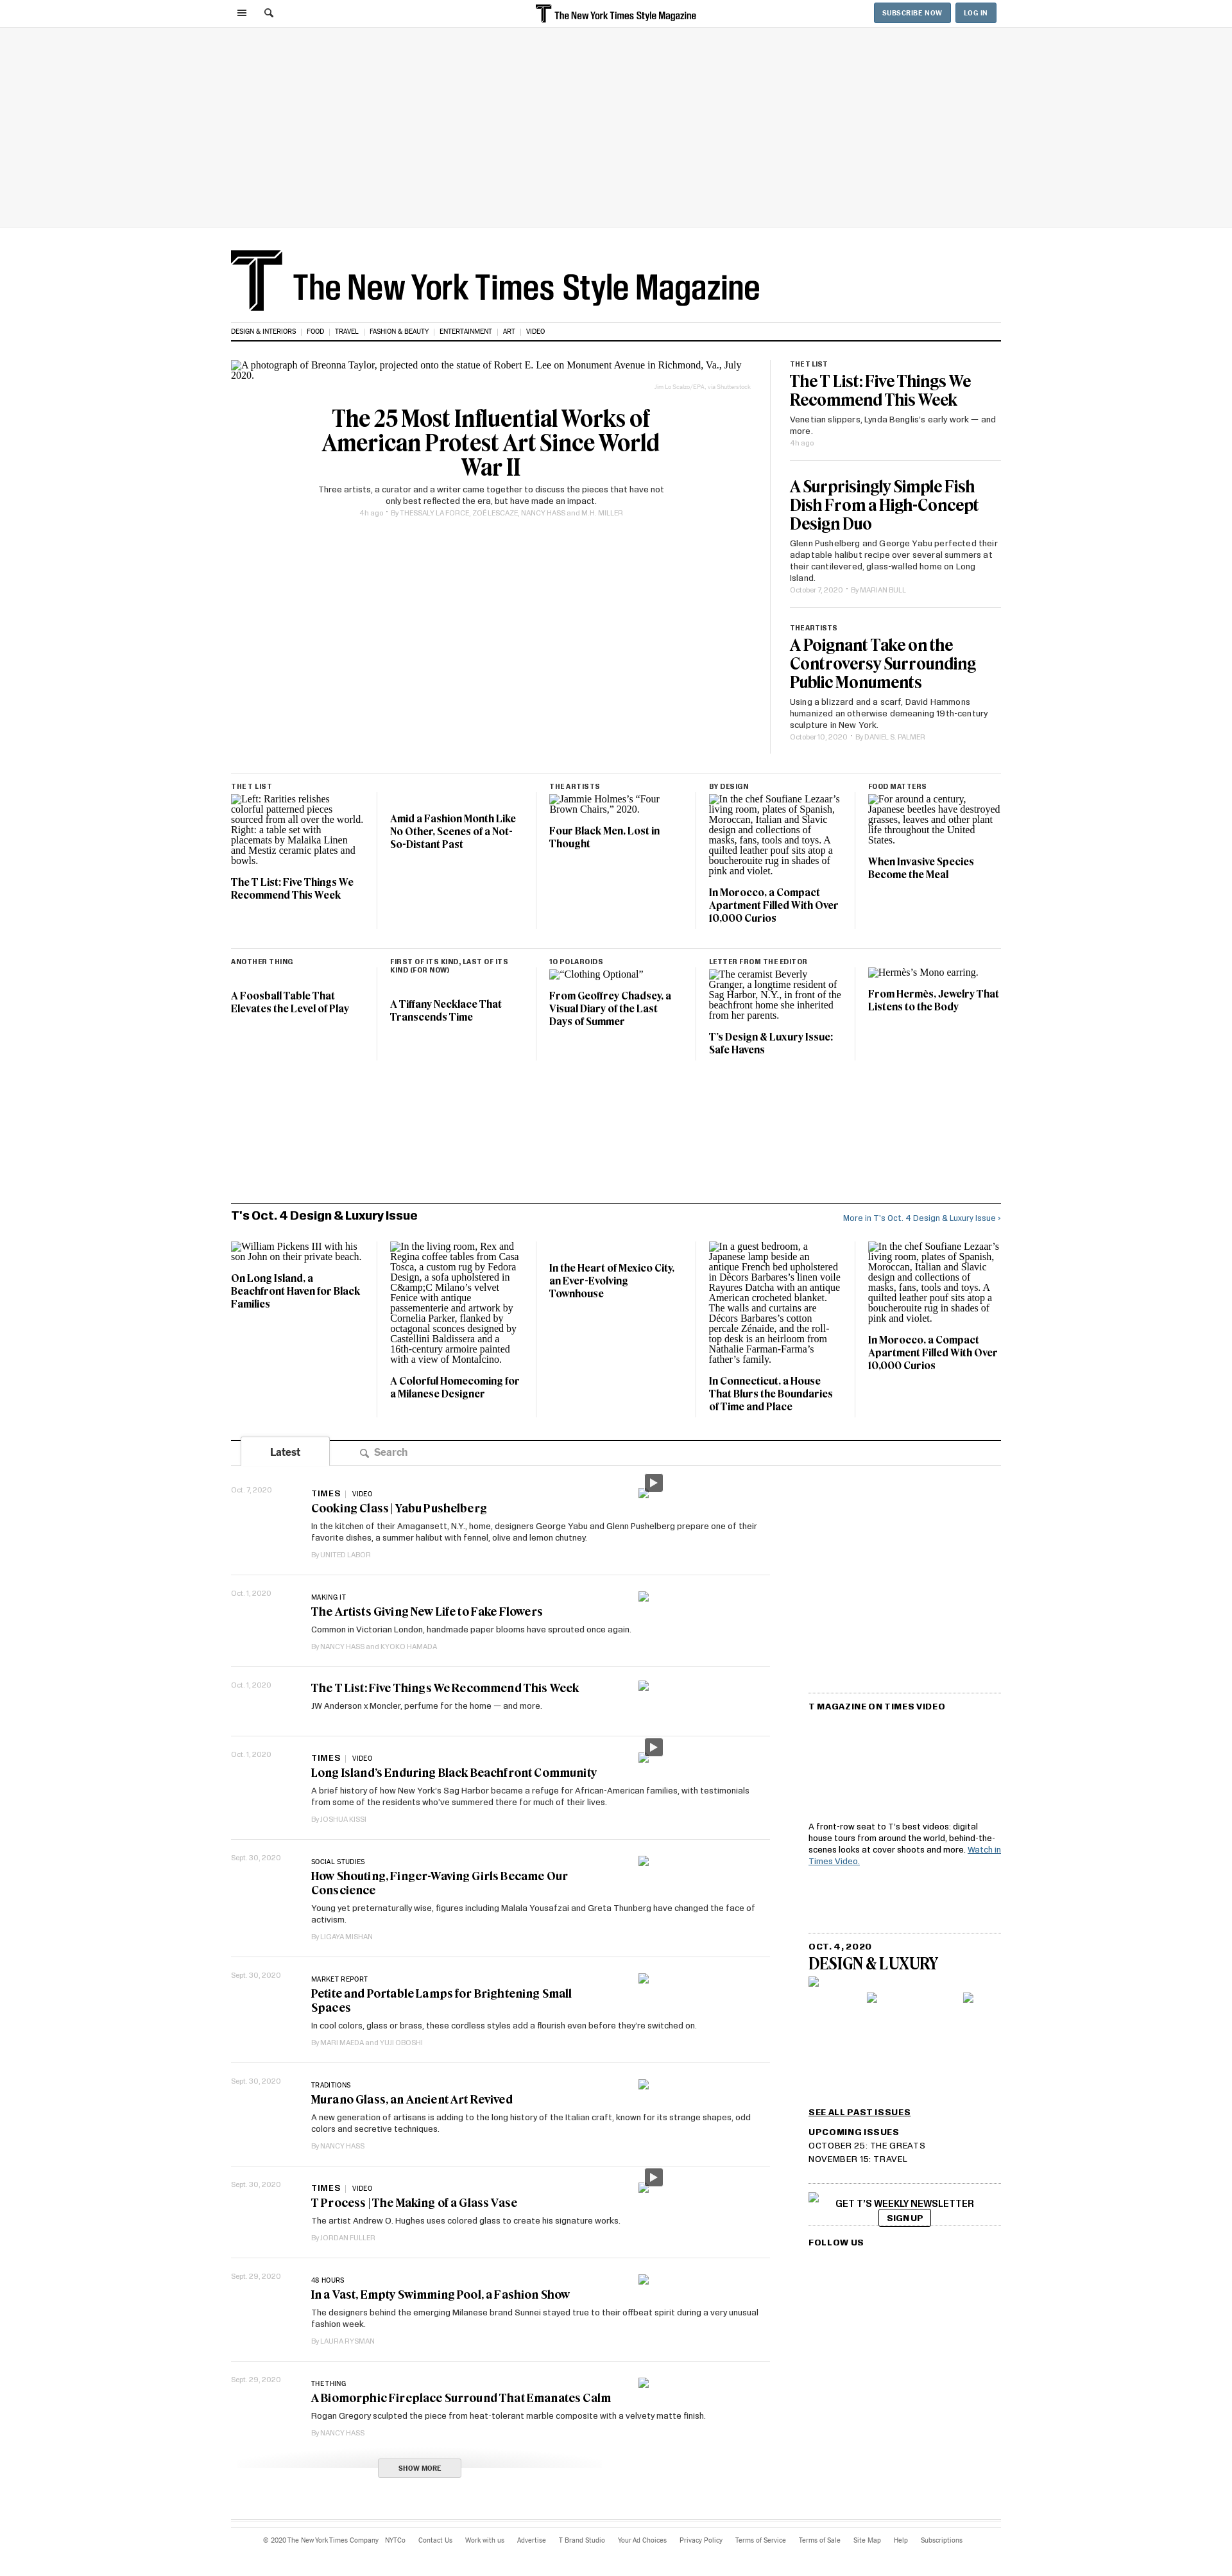 The New York Times Style Magazine
SUBSCRIBE NOW
LOG IN
The New York Times Style Magazine
DESIGN & INTERIORS
FOOD
TRAVEL
FASHION & BEAUTY
ENTERTAINMENT
ART
VIDEO
A photograph of Breonna Taylor, projected onto the statue of Robert E. Lee on Monument Avenue in Richmond, Va., July
2020.
Jim Lo Scalzo/EPA, via Shutterstock
The 25 Most Influential Works of
American Protest Art Since World
War II
Three artists, a curator and a writer came together to discuss the pieces that have not
only best reflected the era, but have made an impact.
4h ago • By THESSALY LA FORCE, ZOË LESCAZE, NANCY HASS and M.H. MILLER
THE T LIST
The T List: Five Things We
Recommend This Week
Venetian slippers, Lynda Benglis's early work — and
more.
4h ago
A Surprisingly Simple Fish
Dish From a High-Concept
Design Duo
Glenn Pushelberg and George Yabu perfected their
adaptable halibut recipe over several summers at
their cantilevered, glass-walled home on Long
Island.
October 7, 2020 • By MARIAN BULL
THE ARTISTS
A Poignant Take on the
Controversy Surrounding
Public Monuments
Using a blizzard and a scarf, David Hammons
humanized an otherwise demeaning 19th-century
sculpture in New York.
October 10, 2020 • By DANIEL S. PALMER
THE T LIST
Left: Rarities relishes
colorful patterned pieces
sourced from all over the world.
Right: a table set with
placemats by Malaika Linen
and Mestiz ceramic plates and
bowls.
The T List: Five Things We
Recommend This Week
Amid a Fashion Month Like
No Other, Scenes of a Not-
So-Distant Past
THE ARTISTS
Jammie Holmes's “Four
Brown Chairs,” 2020.
Four Black Men, Lost in
Thought
BY DESIGN
In the chef Soufiane Lezaar’s
living room, plates of Spanish,
Moroccan, Italian and Slavic
design and collections of
masks, fans, tools and toys. A
quilted leather pouf sits atop a
boucherouite rug in shades of
pink and violet.
In Morocco, a Compact
Apartment Filled With Over
10,000 Curios
FOOD MATTERS
For around a century,
Japanese beetles have destroyed
grasses, leaves and other plant
life throughout the United
States.
When Invasive Species
Become the Meal
ANOTHER THING
A Foosball Table That
Elevates the Level of Play
FIRST OF ITS KIND, LAST OF ITS
KIND (FOR NOW)
A Tiffany Necklace That
Transcends Time
10 POLAROIDS
“Clothing Optional”
From Geoffrey Chadsey, a
Visual Diary of the Last
Days of Summer
LETTER FROM THE EDITOR
The ceramist Beverly
Granger, a longtime resident of
Sag Harbor, N.Y., in front of the
beachfront home she inherited
from her parents.
T’s Design & Luxury Issue:
Safe Havens
Hermès’s Mono earring.
From Hermès, Jewelry That
Listens to the Body
T's Oct. 4 Design & Luxury Issue
More in T's Oct. 4 Design & Luxury Issue ›
William Pickens III with his
son John on their private beach.
On Long Island, a
Beachfront Haven for Black
Families
In the living room, Rex and
Regina coffee tables from Casa
Tosca, a custom rug by Fedora
Design, a sofa upholstered in
C&amp;C Milano’s velvet
Fenice with antique
passementerie and artwork by
Cornelia Parker, flanked by
octagonal sconces designed by
Castellini Baldissera and a
16th-century armoire painted
with a view of Montalcino.
A Colorful Homecoming for
a Milanese Designer
In the Heart of Mexico City,
an Ever-Evolving
Townhouse
In a guest bedroom, a
Japanese lamp beside an
antique French bed upholstered
in Dècors Barbares’s linen voile
Rayures Datcha with an antique
American crocheted blanket.
The walls and curtains are
Décors Barbares’s cotton
percale Zénaide, and the roll-
top desk is an heirloom from
Nathalie Farman-Farma’s
father’s family.
In Connecticut, a House
That Blurs the Boundaries
of Time and Place
In the chef Soufiane Lezaar’s
living room, plates of Spanish,
Moroccan, Italian and Slavic
design and collections of
masks, fans, tools and toys. A
quilted leather pouf sits atop a
boucherouite rug in shades of
pink and violet.
In Morocco, a Compact
Apartment Filled With Over
10,000 Curios
Latest
Search
Oct. 7, 2020
TIMES | VIDEO
Cooking Class | Yabu Pushelberg
In the kitchen of their Amagansett, N.Y., home, designers George Yabu and Glenn Pushelberg prepare one of their
favorite dishes, a summer halibut with fennel, olive and lemon chutney.
By UNITED LABOR
Oct. 1, 2020
MAKING IT
The Artists Giving New Life to Fake Flowers
Common in Victorian London, handmade paper blooms have sprouted once again.
By NANCY HASS and KYOKO HAMADA
Oct. 1, 2020
The T List: Five Things We Recommend This Week
JW Anderson x Moncler, perfume for the home — and more.
Oct. 1, 2020
TIMES | VIDEO
Long Island’s Enduring Black Beachfront Community
A brief history of how New York’s Sag Harbor became a refuge for African-American families, with testimonials
from some of the residents who’ve summered there for much of their lives.
By JOSHUA KISSI
Sept. 30, 2020
SOCIAL STUDIES
How Shouting, Finger-Waving Girls Became Our
Conscience
Young yet preternaturally wise, figures including Malala Yousafzai and Greta Thunberg have changed the face of
activism.
By LIGAYA MISHAN
Sept. 30, 2020
MARKET REPORT
Petite and Portable Lamps for Brightening Small
Spaces
In cool colors, glass or brass, these cordless styles add a flourish even before they’re switched on.
By MARI MAEDA and YUJI OBOSHI
Sept. 30, 2020
TRADITIONS
Murano Glass, an Ancient Art Revived
A new generation of artisans is adding to the long history of the Italian craft, known for its strange shapes, odd
colors and secretive techniques.
By NANCY HASS
Sept. 30, 2020
TIMES | VIDEO
T Process | The Making of a Glass Vase
The artist Andrew O. Hughes uses colored glass to create his signature works.
By JORDAN FULLER
Sept. 29, 2020
48 HOURS
In a Vast, Empty Swimming Pool, a Fashion Show
The designers behind the emerging Milanese brand Sunnei stayed true to their offbeat spirit during a very unusual
fashion week.
By LAURA RYSMAN
Sept. 29, 2020
THE THING
A Biomorphic Fireplace Surround That Emanates Calm
Rogan Gregory sculpted the piece from heat-tolerant marble composite with a velvety matte finish.
By NANCY HASS
SHOW MORE
T MAGAZINE ON TIMES VIDEO
A front-row seat to T’s best videos: digital
house tours from around the world, behind-the-
scenes looks at cover shoots and more. Watch in
Times Video.
OCT. 4, 2020
DESIGN & LUXURY
SEE ALL PAST ISSUES
UPCOMING ISSUES
OCTOBER 25: THE GREATS
NOVEMBER 15: TRAVEL
GET T’S WEEKLY NEWSLETTER
SIGN UP
FOLLOW US
© 2020 The New York Times Company
NYTCo
Contact Us
Work with us
Advertise
T Brand Studio
Your Ad Choices
Privacy Policy
Terms of Service
Terms of Sale
Site Map
Help
Subscriptions